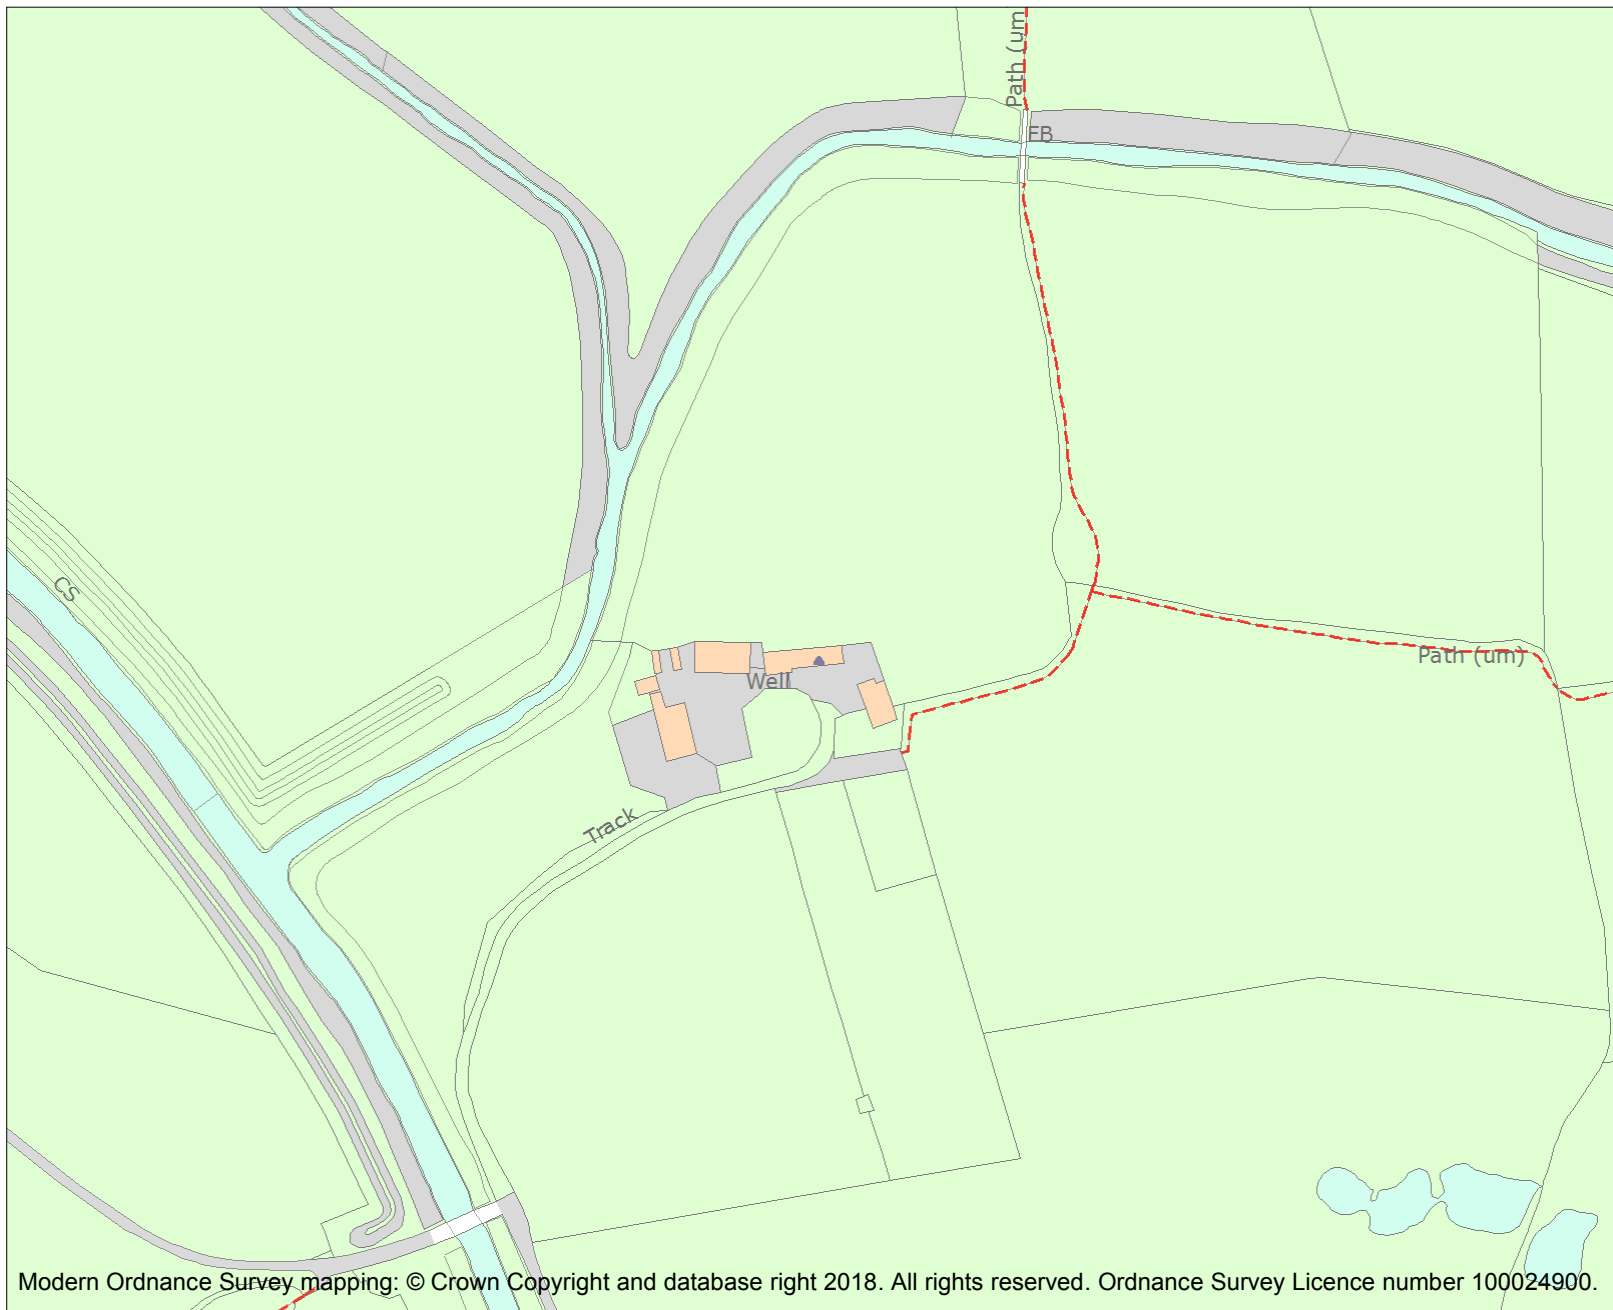 Path (um
FB
CS
Path (um)
Well
Track
Modern Ordnance Survey mapping: © Crown Copyright and database right 2018. All rights reserved. Ordnance Survey Licence number 100024900.